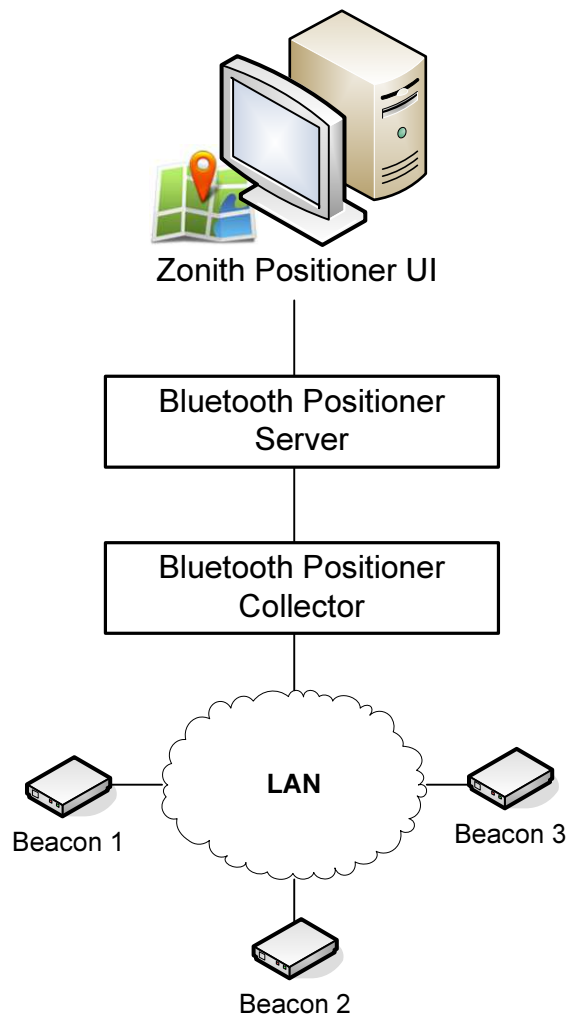 Zonith Positioner UI
Bluetooth Positioner
Server
Bluetooth Positioner
Collector
LAN
Beacon 1
Beacon 3
Beacon 2